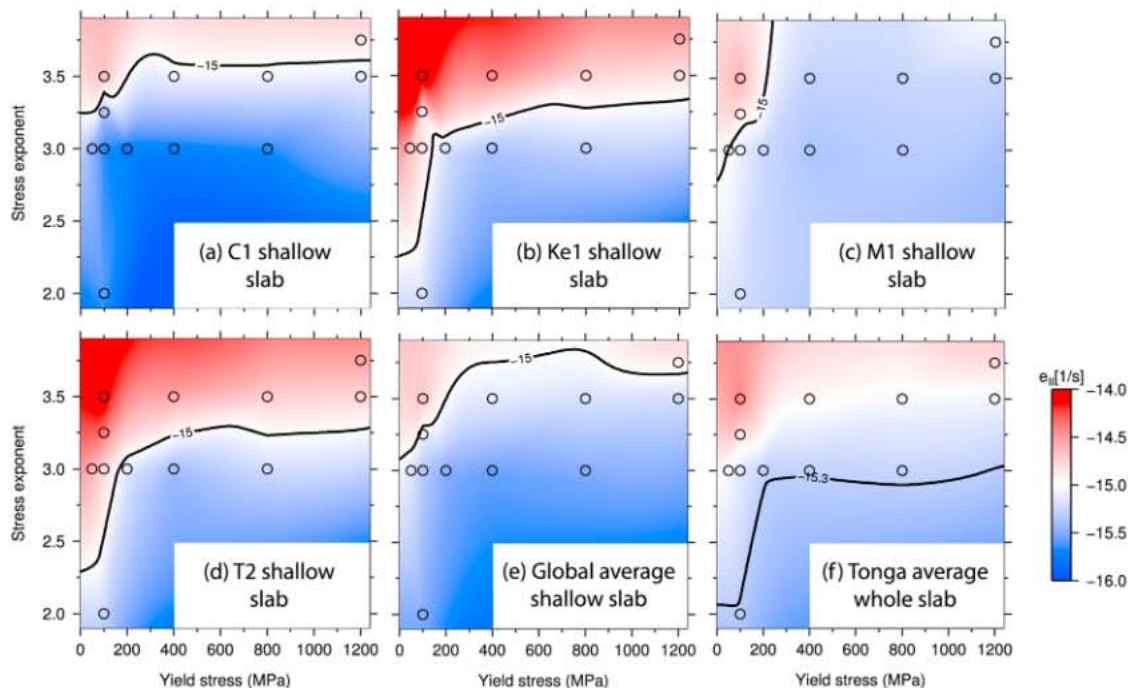 3.5
3.0
2.5
2.0
Stress exponent
−15
(a) C1 shallow
slab
−15
(b) Ke1 shallow
slab
−15
(c) M1 shallow
slab
3.5
3.0
2.5
2.0
Stress exponent
−15
(d) T2 shallow
slab
−15
(e) Global average
shallow slab
−15.3
(f) Tonga average
whole slab
0 200 400 600 800 1000 1200
Yield stress (MPa)
0 200 400 600 800 1000 1200
Yield stress (MPa)
0 200 400 600 800 1000 1200
Yield stress (MPa)
eII[1/s]
−14.0
−14.5
−15.0
−15.5
−16.0